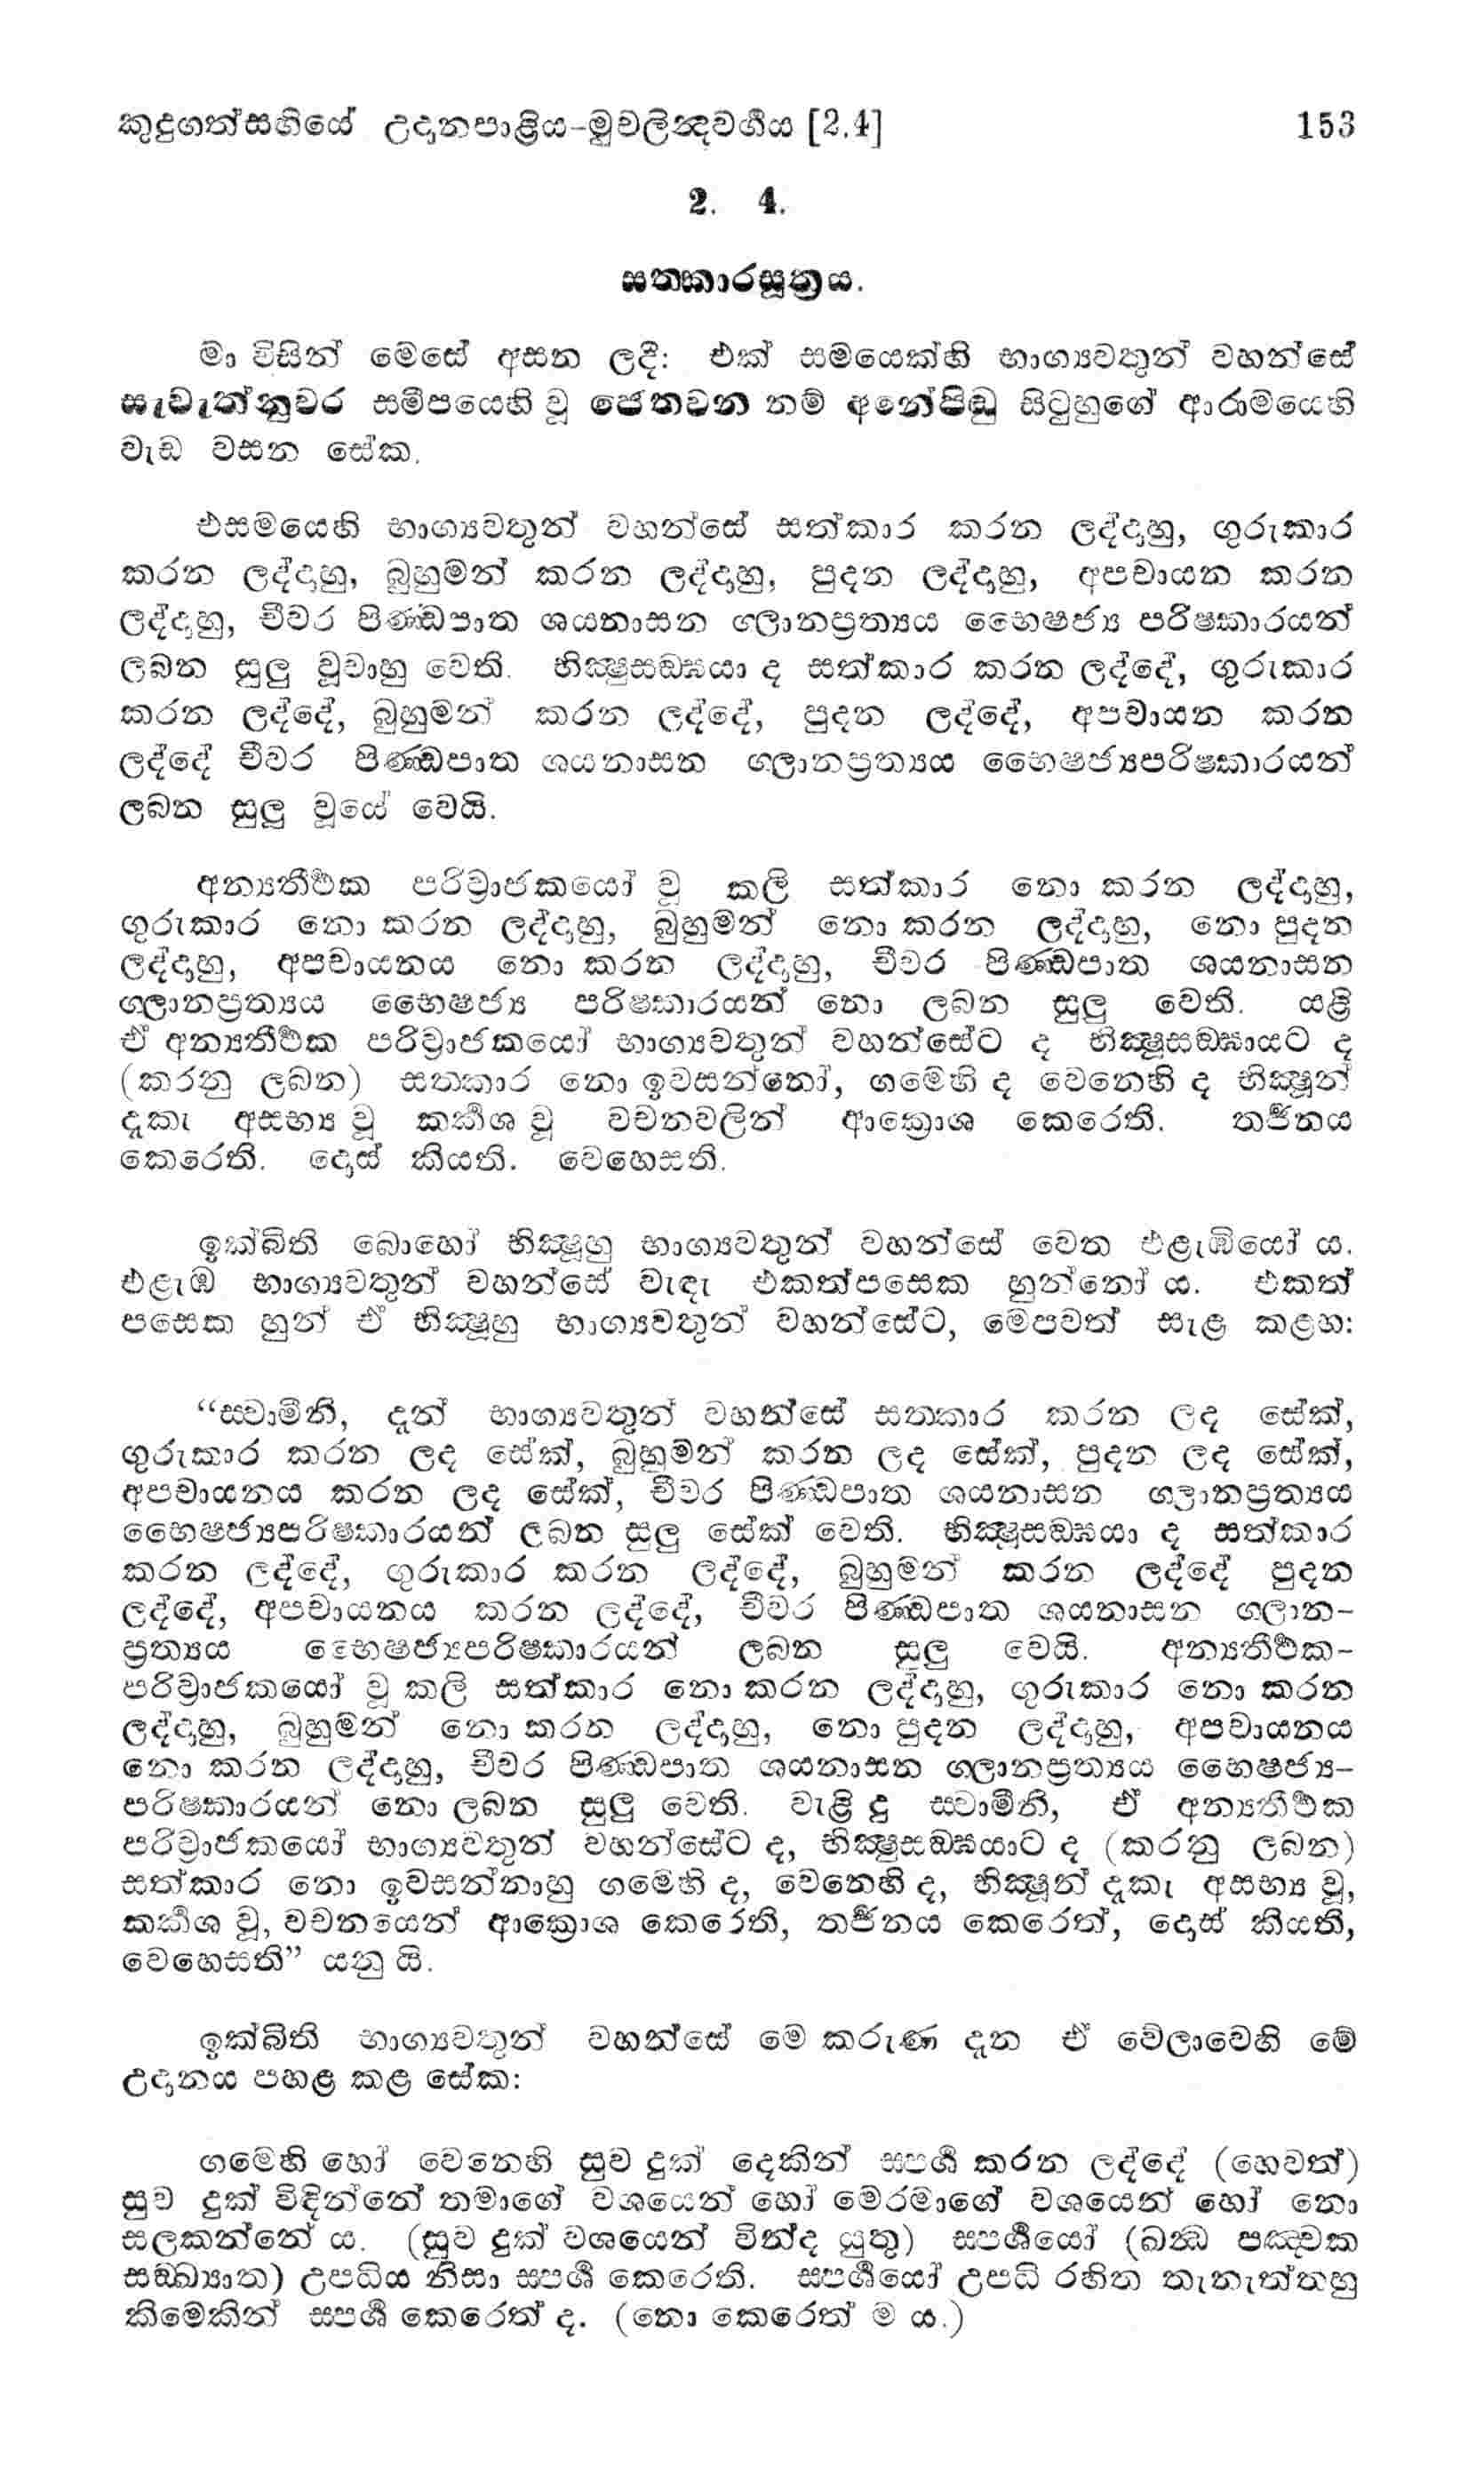 කුදුගත්සඟියේ උදානපාළිය-මුචලින්‍දවර්‍ගය [2.4] 153
2. 4.
සත්‍කාරසූත්‍රය.
මා විසින් මෙසේ අසන ලදී: එක් සමයෙක්හි භාග්‍යවතුන් වහන්සේ
සැවැත්නුවර සමීපයෙහි වූ ජෙතවන නම් අනේපිඬු සිටුහුගේ ආරාමයෙහි
වැඩ වසන සේක.
එසමයෙහි භාග්‍යවතුන් වහන්සේ සත්කාර කරන ලද්දාහු, ගුරුකාර
කරන ලද්දාහු, බුහුමන් කරන ලද්දාහු, පුදන ලද්දාහු, අපචායන කරන
ලද්දාහු, චීවර පිණ්‍ඩපාත ශයනාසන ග්‍ලානප්‍රත්‍යය භෛෂජ්‍ය පරිෂ්‍කාරයන්
ලබන සුලු වූවාහු වෙති. භික්‍ෂුසඞ්‍ඝයා ද සත්කාර කරන ලද්දේ, ගුරුකාර
කරන ලද්දේ, බුහුමන් කරන ලද්දේ, පුදන ලද්දේ, අපචායන කරන
ලද්දේ චීවර පිණ්‍ඩපාත ශයනාසන ග්‍ලානප්‍රත්‍යය භෛෂජ්‍යපරිෂ්‍කාරයන්
ලබන සුලු වූයේ වෙයි.
අන්‍යතීර්‍ථක පරිව්‍රාජකයෝ වූ කලි සත්කාර නො කරන ලද්දාහු,
ගුරුකාර නො කරන ලද්දාහු, බුහුමන් නො කරන ලද්දාහු, නො පුදන
ලද්දාහු, අපචායනය නො කරන ලද්දාහු, චීවර පිණ්‍ඩපාත ශයනාසන
ග්‍ලානප්‍රත්‍යය භෛෂජ්‍ය පරිෂ්‍කාරයන් නො ලබන සුලු වෙති. යළි
ඒ අන්‍යතීර්‍ථක පරිව්‍රාජකයෝ භාග්‍යවතුන් වහන්සේට ද භික්‍ෂූසඞ්‍ඝායට ද
(කරනු ලබන) සත්‍කාර නො ඉවසන්නෝ, ගමෙහි ද වෙනෙහි ද භික්‍ෂූන්
දැකැ අසභ්‍ය වූ කර්‍කශ වූ වචනවලින් ආක්‍රොශ කෙරෙති. තර්‍ජනය
කෙරෙති. දොස් කියති. වෙහෙසති.
ඉක්බිති බොහෝ භික්‍ෂූහු භාග්‍යවතුන් වහන්සේ වෙත එළැඹියෝ ය.
එළැඹ භාග්‍යවතුන් වහන්සේ වැඳැ එකත්පසෙක හුන්නෝ ය. එකත්
පසෙක හුන් ඒ භික්‍ෂූහු භාග්‍යවතුන් වහන්සේට, මෙපවත් සැළ කළහ:
“ස්‍වාමීනි, දැන් භාග්‍යවතුන් වහන්සේ සත්‍කාර කරන ලද සේක්,
ගුරුකාර කරන ලද සේක්, බුහුමන් කරන ලද සේක්, පුදන ලද සේක්,
අපචායනය කරන ලද සේක්, චීවර පිණ්‍ඩපාත ශයනාසන ග්‍ලානප්‍රත්‍යය
භෛෂජ්‍යපරිෂ්‍කාරයන් ලබන සුලු සේක් වෙති. භික්‍ෂූසඞ්‍ඝයා ද සත්කාර
කරන ලද්දේ, ගුරුකාර කරන ලද්දේ, බුහුමන් කරන ලද්දේ පුදන
ලද්දේ, අපචායනය කරන ලද්දේ, චීවර පිණ්‍ඩපාත ශයනාසන ග්‍ලාන-
ප්‍රත්‍යය භෛෂජ්‍යපරිෂ්‍කාරයන් ලබන සුලු වෙයි. අන්‍යතීර්‍ථක-
පරිව්‍රාජකයෝ වූ කලි සත්කාර නො කරන ලද්දාහු, ගුරුකාර නො කරන
ලද්දාහු, බුහුමන් නො කරන ලද්දාහු, නො පුදන ලද්දාහු, අපචායනය
නො කරන ලද්දාහු, චීවර පිණ්‍ඩපාත ශයනාසන ග්‍ලානප්‍රත්‍යය භෛෂජ්‍ය-
පරිෂ්‍කාරයන් නො ලබන සුලු වෙති. වැළි දු ස්‍වාමීනි, ඒ අන්‍යතීර්‍ථක
පරිව්‍රාජකයෝ භාග්‍යවතුන් වහන්සේට ද, භික්‍ෂුසඞ්‍ඝයාට ද (කරනු ලබන)
සත්කාර නො ඉවසන්නාහු ගමෙහි ද, වෙනෙහි ද, භික්‍ෂූන් දැකැ අසභ්‍ය වූ,
කර්‍කශ වූ, වචනයෙන් ආක්‍රොශ කෙරෙති, තර්‍ජනය කෙරෙත්, දොස් කියති,
වෙහෙසති” යනු යි.
ඉක්බිති භාග්‍යවතුන් වහන්සේ මේ කරුණ දැන ඒ වේලාවෙහි මේ
උදානය පහළ කළ සේක:
ගමෙහි හෝ වෙනෙහි සුව දුක් දෙකින් ස්‍පර්‍ශ කරන ලද්දේ (හෙවත්)
සුව දුක් විඳින්නේ තමාගේ වශයෙන් හෝ මෙරමාගේ වශයෙන් හෝ නො
සලකන්නේ ය. (සුව දුක් වශයෙන් වින්ද යුතු) ස්‍පර්‍ශයෝ (ඛන්‍ධ පඤ්චක
සඞ්ඛ්‍යාත) උපධිය නිසා ස්‍පර්‍ශ කෙරෙති. ස්‍පර්‍ශයෝ උපධි රහිත තැනැත්තහු
කිමෙකින් ස්‍පර්‍ශ කෙරෙත් ද. (නො කෙරෙත් ම ය.)